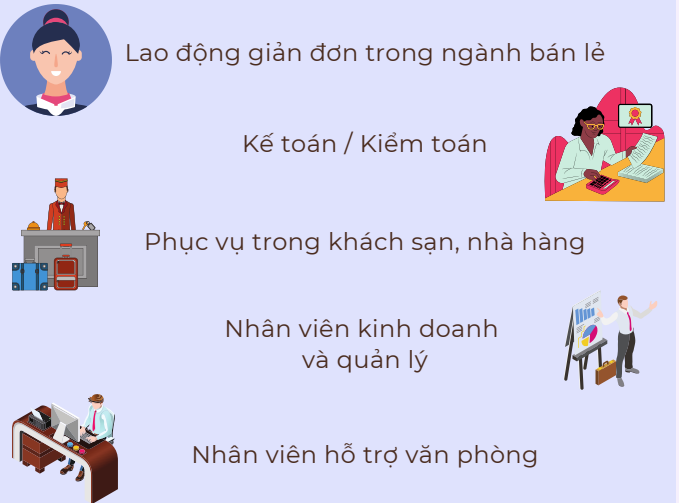 Lao động giản đơn trong ngành bán lẻ
Kế toán / Kiểm toán
Phục vụ trong khách sạn, nhà hàng
Nhân viên kinh doanh
và quản lý
Nhân viên hỗ trợ văn phòng